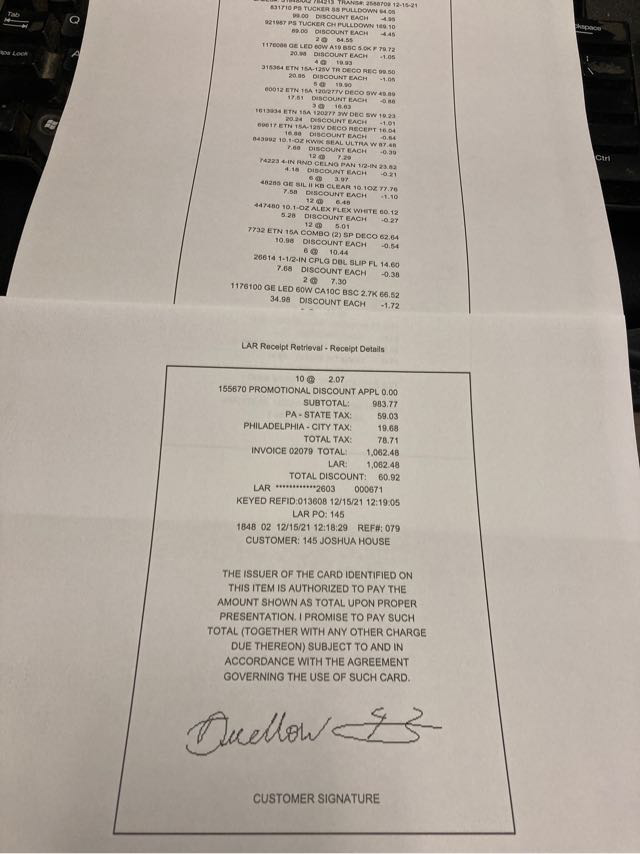 Tab
Q
ps Lock
A
kspace
Ctrl
TRANS#: 2588709 12-15-21
831710 PS TUCKER SS PULLDOWN 94.05
99.00 DISCOUNT EACH -4.95
921987 PS TUCKER CH PULLDOWN 169.10
89.00 DISCOUNT EACH -4.45
2 @ 84.55
1176088 GE LED 60W A19 BSC 5.0K F 79.72
20.98 DISCOUNT EACH -1.05
4 @ 19.93
315364 ETN 15A-125V TR DECO REC 99.50
20.95 DISCOUNT EACH -1.05
5 @ 19.90
60012 ETN 15A 120/277V DECO SW 49.89
17.51 DISCOUNT EACH -0.88
3 @ 16.63
1613934 ETN 15A 120277 3W DEC SW 19.23
20.24 DISCOUNT EACH -1.01
69617 ETN 15A-125V DECO RECEPT 16.04
16.88 DISCOUNT EACH -0.84
843992 10.1-OZ KWIK SEAL ULTRA W 87.48
7.68 DISCOUNT EACH -0.39
12 @ 7.29
74223 4-IN RND CELNG PAN 1/2-IN 23.82
4.18 DISCOUNT EACH -0.21
6 @ 3.97
48285 GE SIL II KB CLEAR 10.1OZ 77.76
7.58 DISCOUNT EACH -1.10
12 @ 6.48
447480 10.1-OZ ALEX FLEX WHITE 60.12
5.28 DISCOUNT EACH -0.27
12 @ 5.01
7732 ETN 15A COMBO (2) SP DECO 62.64
10.98 DISCOUNT EACH -0.54
6 @ 10.44
26614 1-1/2-IN CPLG DBL SLIP FL 14.60
7.68 DISCOUNT EACH -0.38
2 @ 7.30
1176100 GE LED 60W CA10C BSC 2.7K 66.52
34.98 DISCOUNT EACH -1.72
LAR Receipt Retrieval - Receipt Details
10 @ 2.07
155670 PROMOTIONAL DISCOUNT APPL 0.00
SUBTOTAL: 983.77
PA - STATE TAX: 59.03
PHILADELPHIA - CITY TAX: 19.68
TOTAL TAX: 78.71
INVOICE 02079 TOTAL: 1,062.48
LAR: 1,062.48
TOTAL DISCOUNT: 60.92
LAR ************2603 000671
KEYED REFID:013608 12/15/21 12:19:05
LAR PO: 145
1848 02 12/15/21 12:18:29 REF#: 079
CUSTOMER: 145 JOSHUA HOUSE
THE ISSUER OF THE CARD IDENTIFIED ON
THIS ITEM IS AUTHORIZED TO PAY THE
AMOUNT SHOWN AS TOTAL UPON PROPER
PRESENTATION. I PROMISE TO PAY SUCH
TOTAL (TOGETHER WITH ANY OTHER CHARGE
DUE THEREON) SUBJECT TO AND IN
ACCORDANCE WITH THE AGREEMENT
GOVERNING THE USE OF SUCH CARD.
CUSTOMER SIGNATURE